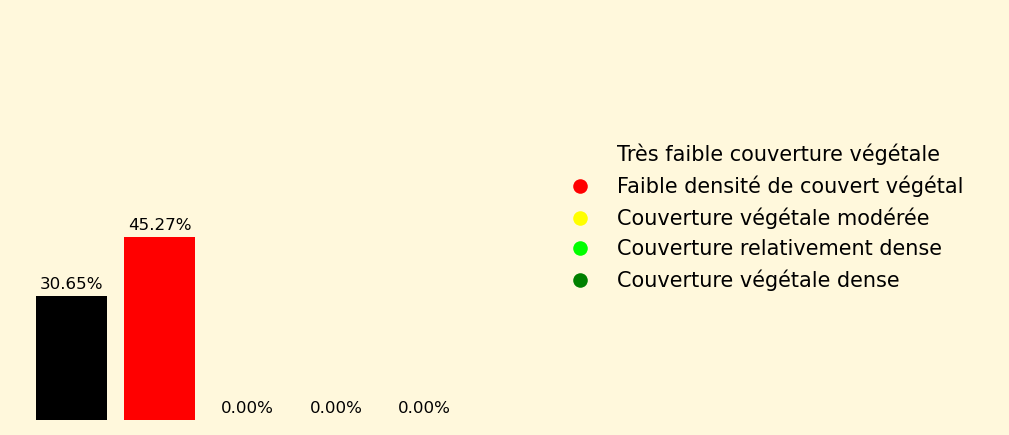 30.65%
45.27%
0.00%
0.00%
0.00%
Très faible couverture végétale
Faible densité de couvert végétal
Couverture végétale modérée
Couverture relativement dense
Couverture végétale dense